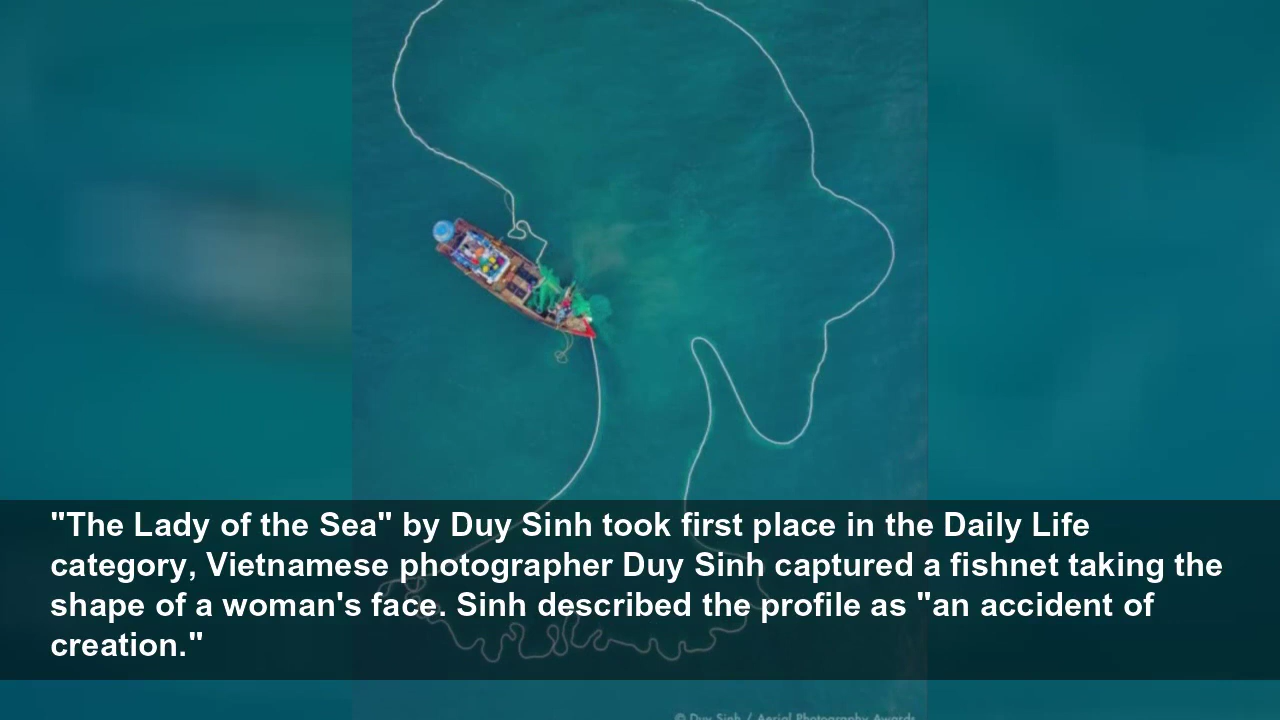 "The Lady of the Sea" by Duy Sinh took first place in the Daily Life
category, Vietnamese photographer Duy Sinh captured a fishnet taking the
shape of a woman's face. Sinh described the profile as "an accident of
creation."
© Duy Sinh / Aerial Photography Awards